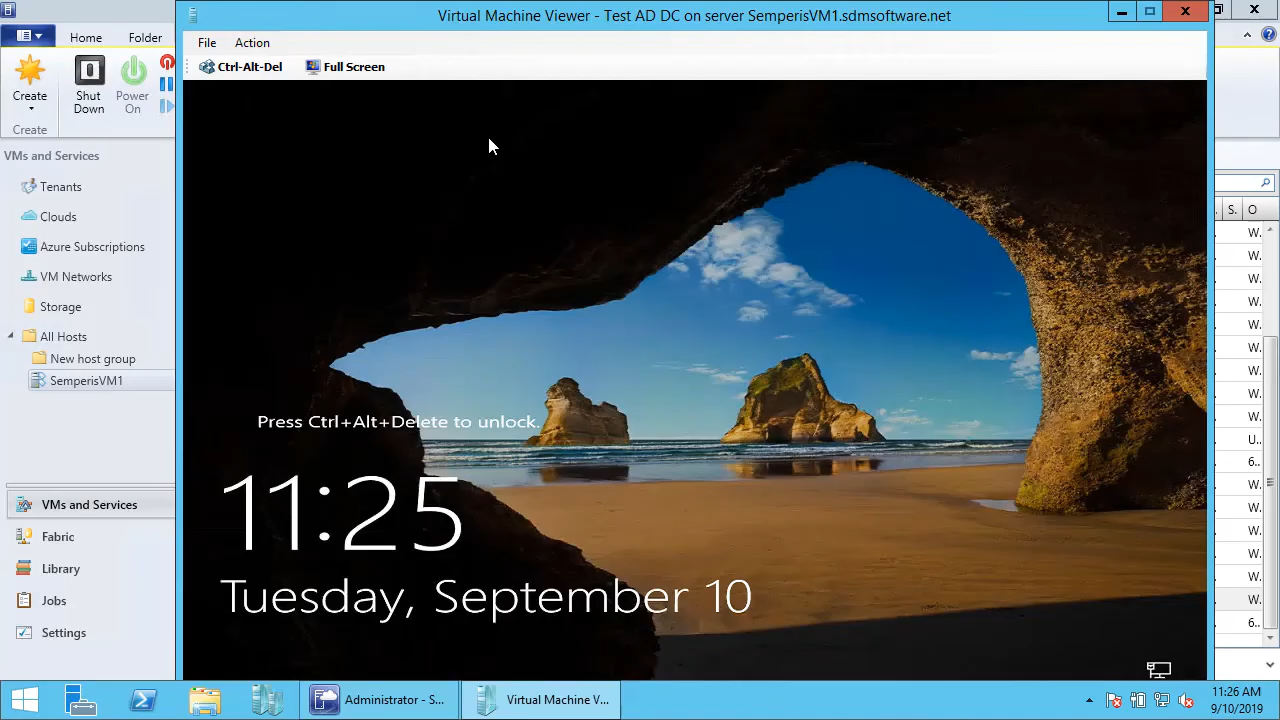 Virtual Machine Viewer - Test AD DC on server SemperisVM1.sdmsoftware.net
Home Folder
File Action
Ctrl-Alt-Del Full Screen
Create
Shut Down
Power On
Create
VMs and Services
Tenants
Clouds
Azure Subscriptions
VM Networks
Storage
All Hosts
New host group
SemperisVM1
VMs and Services
Fabric
Library
Jobs
Settings
Press Ctrl+Alt+Delete to unlock.
11:25
Tuesday, September 10
S. O
W.
W.
W.
W.
W.
W.
W.
W.
W.
U..
6..
W.
W.
W.
W.
W.
W.
6..
Administrator - S...
Virtual Machine V...
11:26 AM
9/10/2019